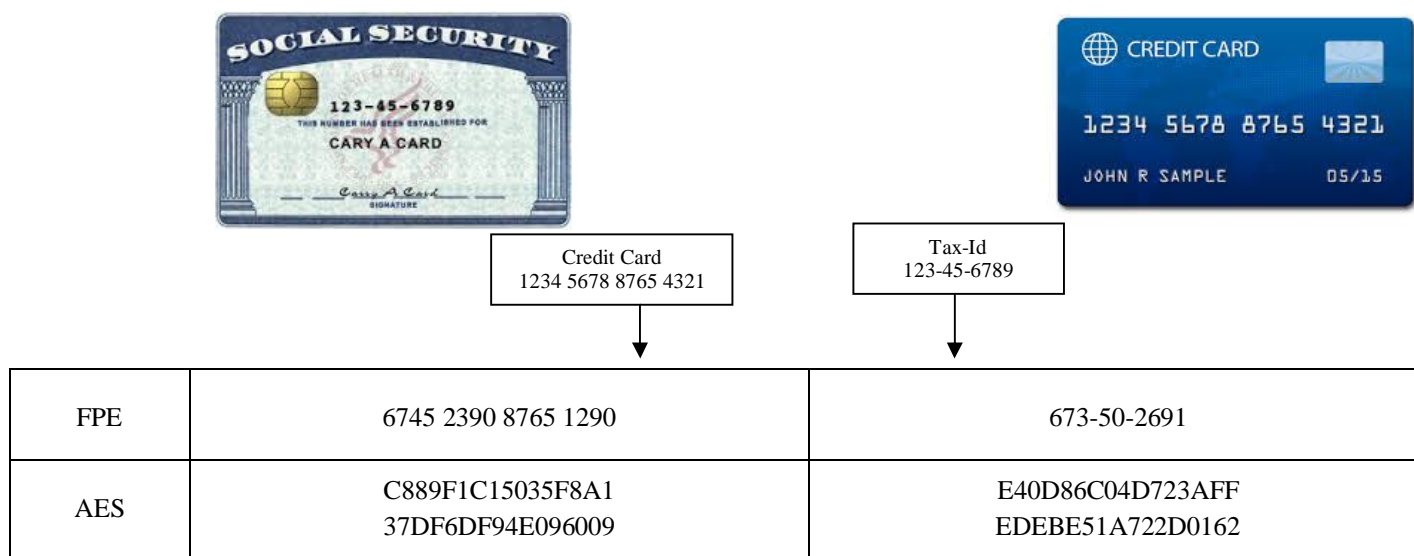 SOCIAL SECURITY
123-45-6789
THIS NUMBER HAS BEEN ESTABLISHED FOR
CARY A CARD
Carry A Card
SIGNATURE
CREDIT CARD
1234 5678 8765 4321
JOHN R SAMPLE 05/15
Credit Card
1234 5678 8765 4321
Tax-Id
123-45-6789
FPE 6745 2390 8765 1290 673-50-2691
AES
C889F1C15035F8A1
37DF6DF94E096009
E40D86C04D723AFF
EDEBE51A722D0162